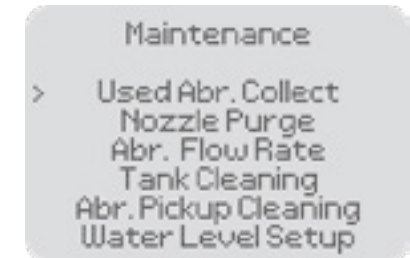 Maintenance
> Used Abr. Collect
Nozzle Purge
Abr. Flow Rate
Tank Cleaning
Abr. Pickup Cleaning
Water Level Setup